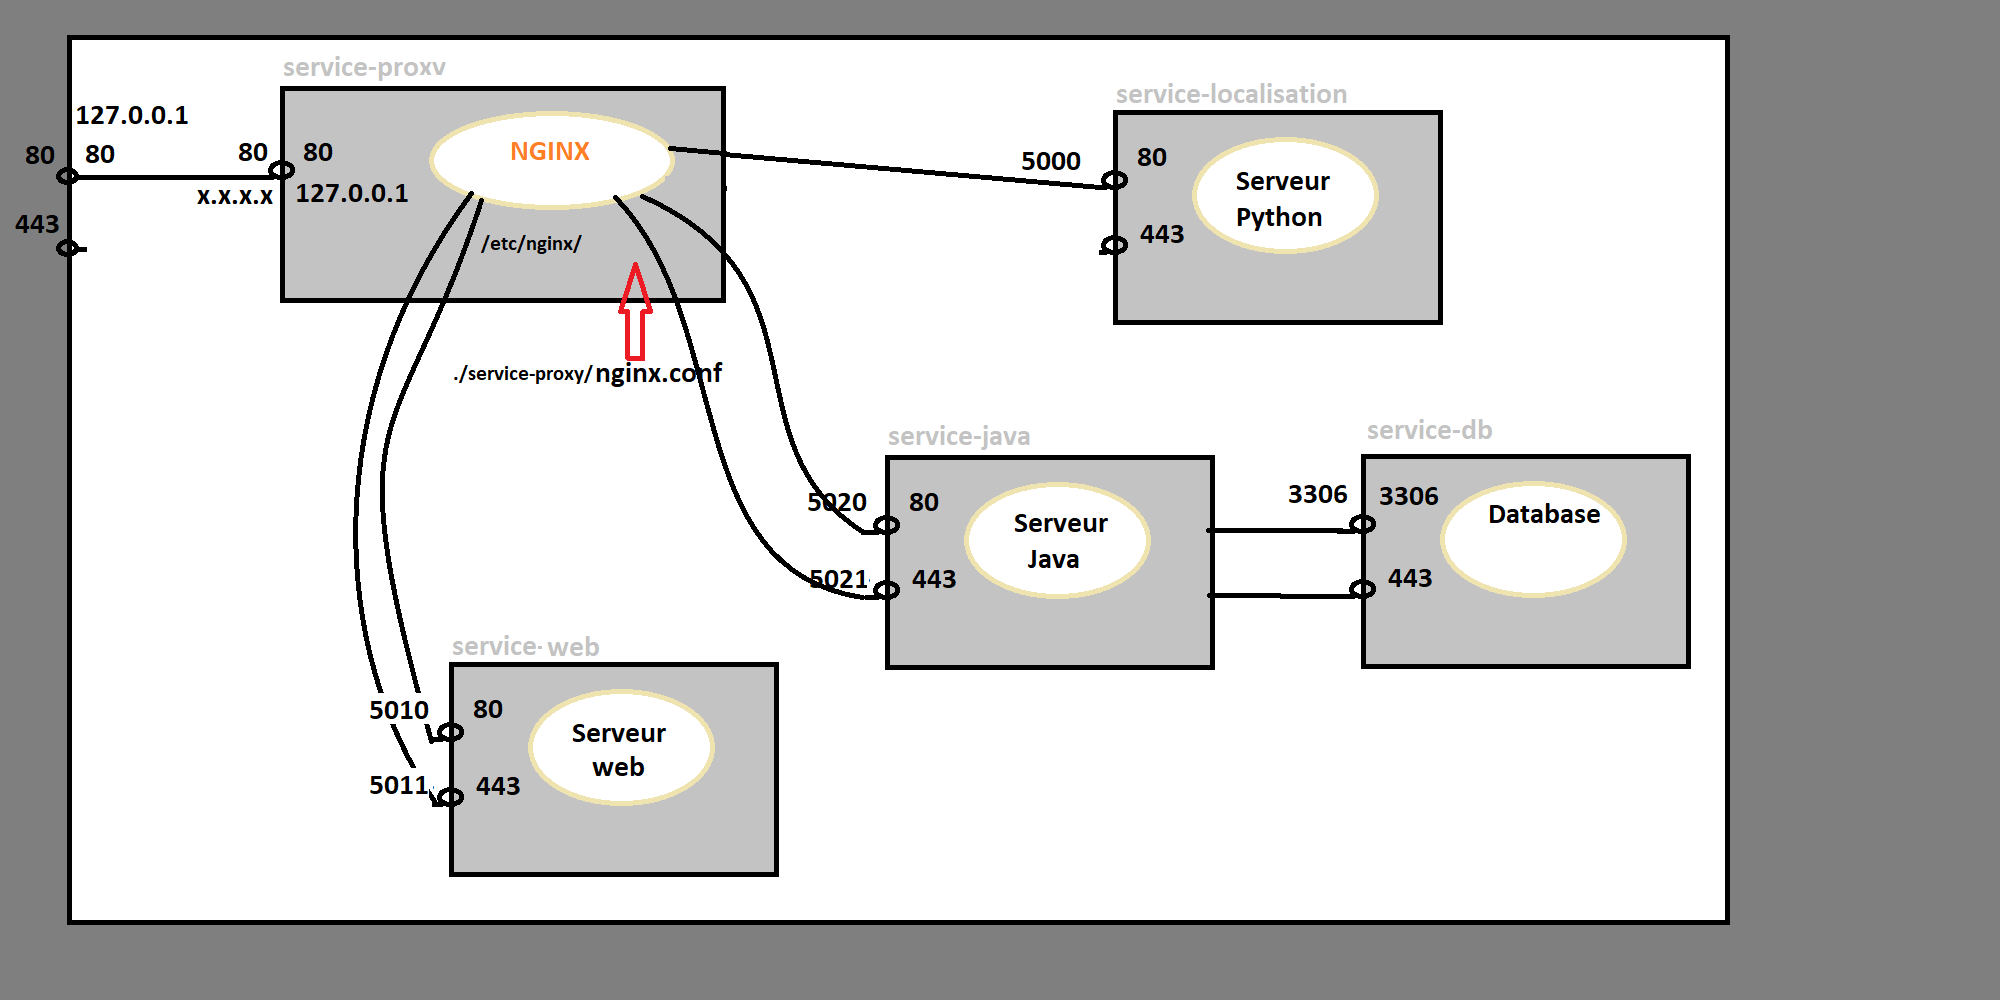 service-proxv
127.0.0.1
80
80
80
80
x.x.x.x
127.0.0.1
443
NGINX
/etc/nginx/
./service-proxy/nginx.conf
service-localisation
5000
80
443
Serveur
Python
service-java
5020
80
5021
443
Serveur
Java
service-db
3306
3306
443
Database
service- web
5010
80
5011
443
Serveur
web